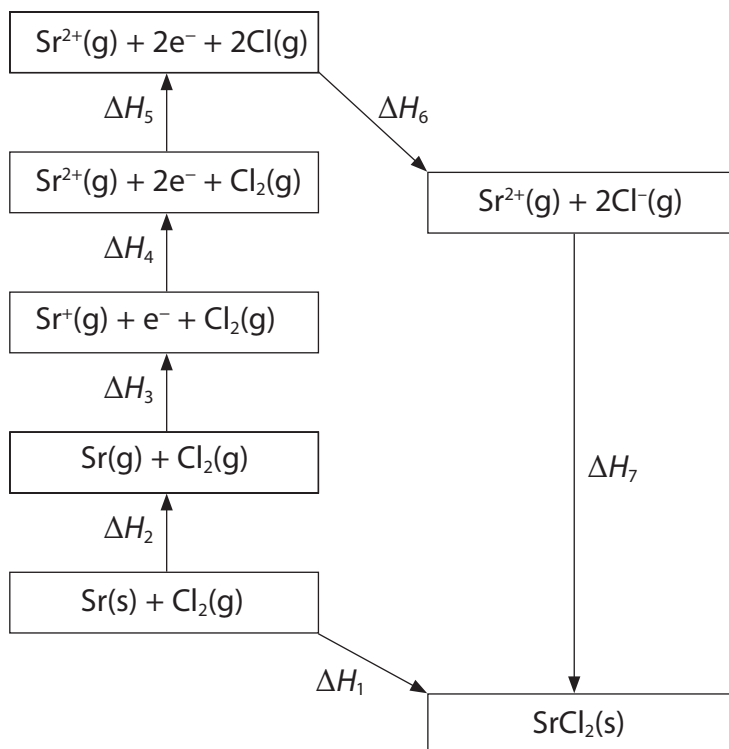 Sr²⁺(g) + 2e⁻ + 2Cl(g)
ΔH₅
ΔH₆
Sr²⁺(g) + 2e⁻ + Cl₂(g)
Sr²⁺(g) + 2Cl⁻(g)
ΔH₄
Sr⁺(g) + e⁻ + Cl₂(g)
ΔH₃
Sr(g) + Cl₂(g)
ΔH₇
ΔH₂
Sr(s) + Cl₂(g)
ΔH₁
SrCl₂(s)